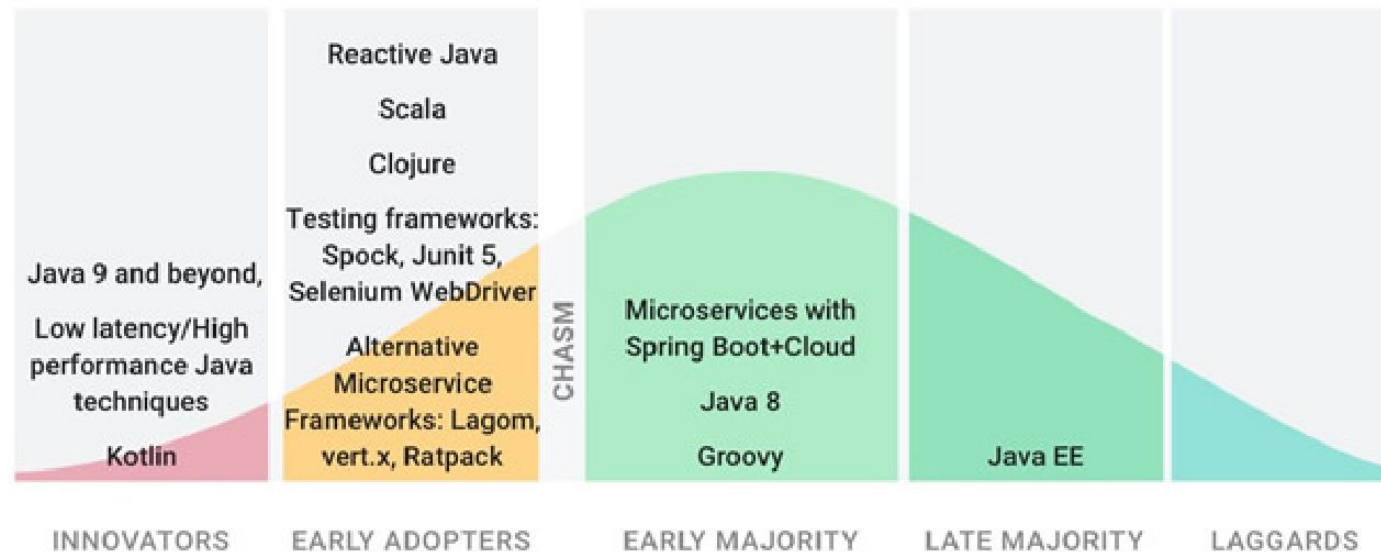 Java 9 and beyond,
Low latency/High
performance Java
techniques
Kotlin
INNOVATORS
Reactive Java
Scala
Clojure
Testing frameworks:
Spock, Junit 5,
Selenium WebDriver
Alternative
Microservice
Frameworks: Lagom,
vert.x, Ratpack
EARLY ADOPTERS
CHASM
Microservices with
Spring Boot+Cloud
Java 8
Groovy
EARLY MAJORITY
Java EE
LATE MAJORITY
LAGGARDS